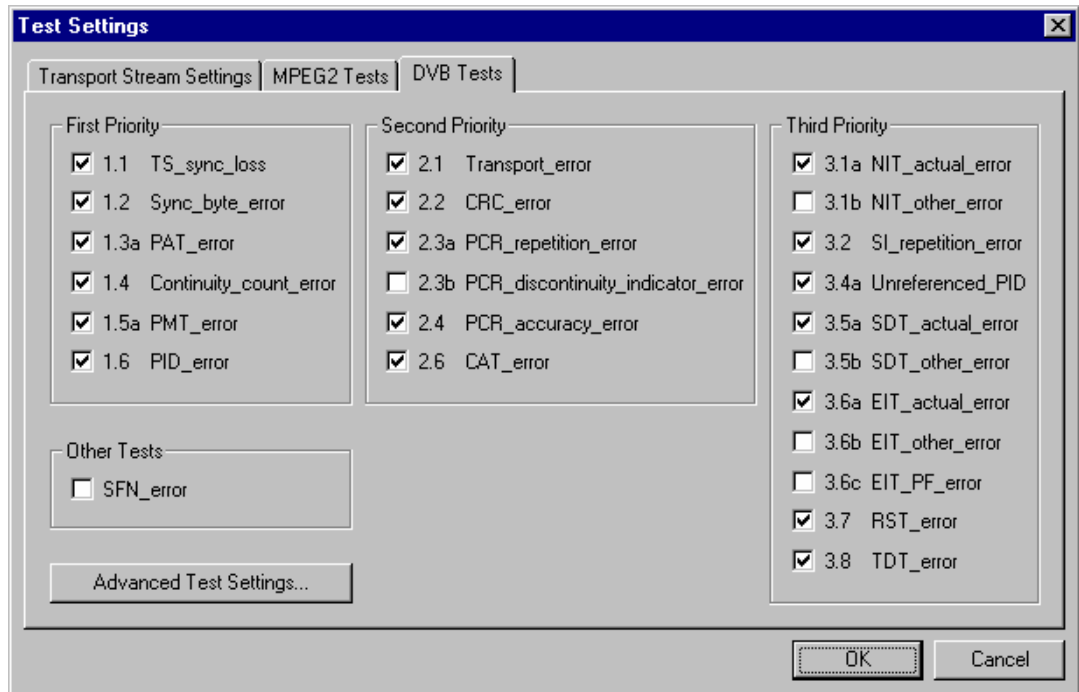 Test Settings
Transport Stream Settings
MPEG2 Tests
DVB Tests
First Priority
1.1 TS_sync_loss
1.2 Sync_byte_error
1.3a PAT_error
1.4 Continuity_count_error
1.5a PMT_error
1.6 PID_error
Second Priority
2.1 Transport_error
2.2 CRC_error
2.3a PCR_repetition_error
2.3b PCR_discontinuity_indicator_error
2.4 PCR_accuracy_error
2.6 CAT_error
Third Priority
3.1a NIT_actual_error
3.1b NIT_other_error
3.2 SI_repetition_error
3.4a Unreferenced_PID
3.5a SDT_actual_error
3.5b SDT_other_error
3.6a EIT_actual_error
3.6b EIT_other_error
3.6c EIT_PF_error
3.7 RST_error
3.8 TDT_error
Other Tests
SFN_error
Advanced Test Settings...
OK
Cancel